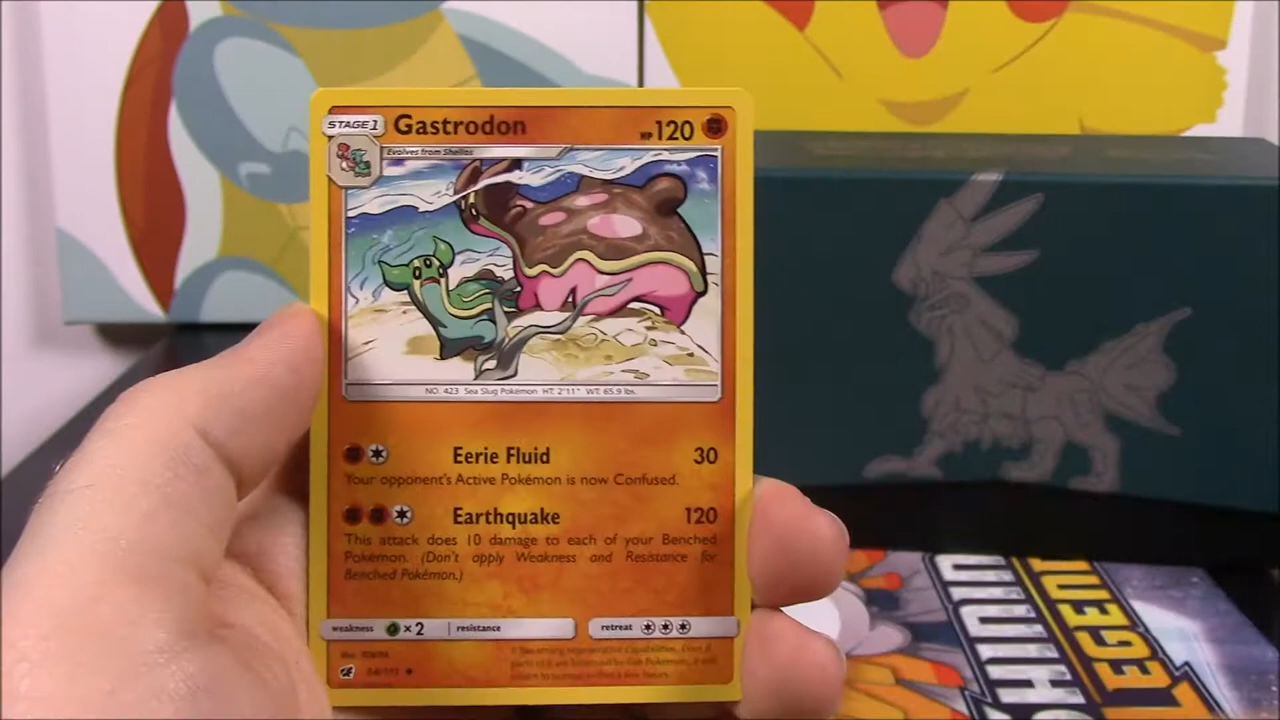 STAGE 1 Gastrodon HP 120
Evolves from Shellos
NO. 423 Sea Slug Pokémon HT: 2'11" WT: 65.9 lbs.
Eerie Fluid 30
Your opponent's Active Pokémon is now Confused.
Earthquake 120
This attack does 10 damage to each of your Benched
Pokémon. (Don't apply Weakness and Resistance for
Benched Pokémon.)
weakness ×2 resistance retreat